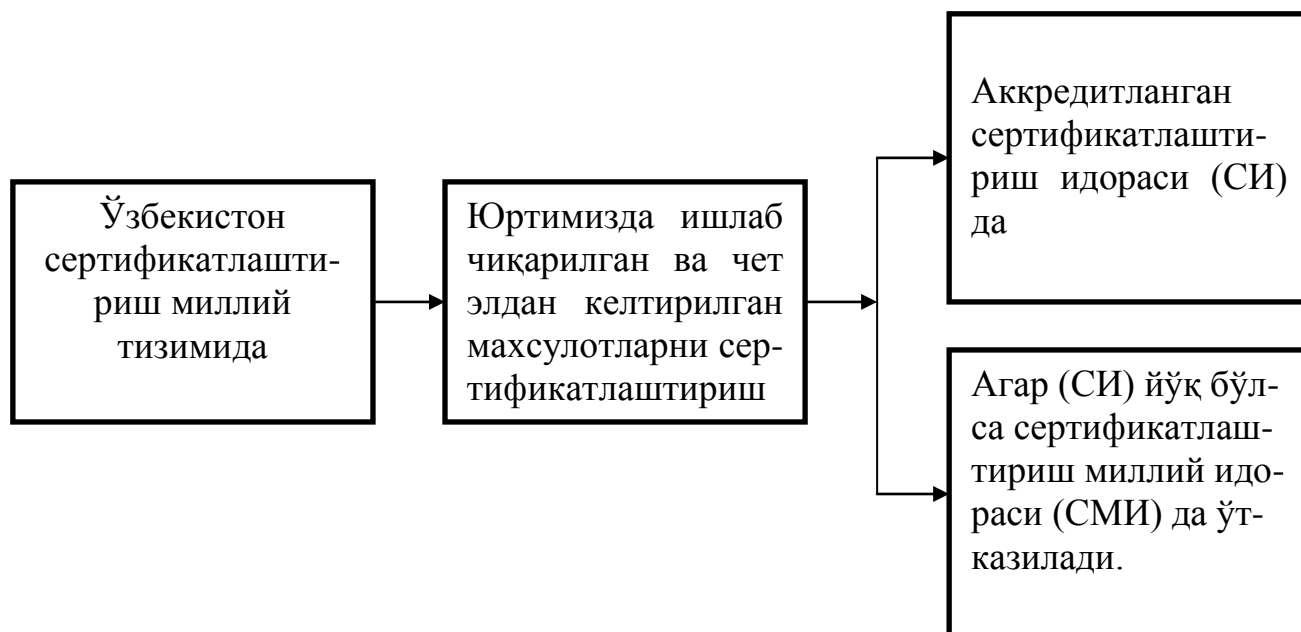 Ўзбекистон
сертификатлашти-
риш миллий
тизимида
Юртимизда ишлаб
чиқарилган ва чет
элдан келтирилган
махсулотларни сер-
тификатлаштириш
Аккредитланган
сертификатлашти-
риш идораси (СИ)
да
Агар (СИ) йўқ бўл-
са сертификатлаш-
тириш миллий идо-
раси (СМИ) да ўт-
казилади.